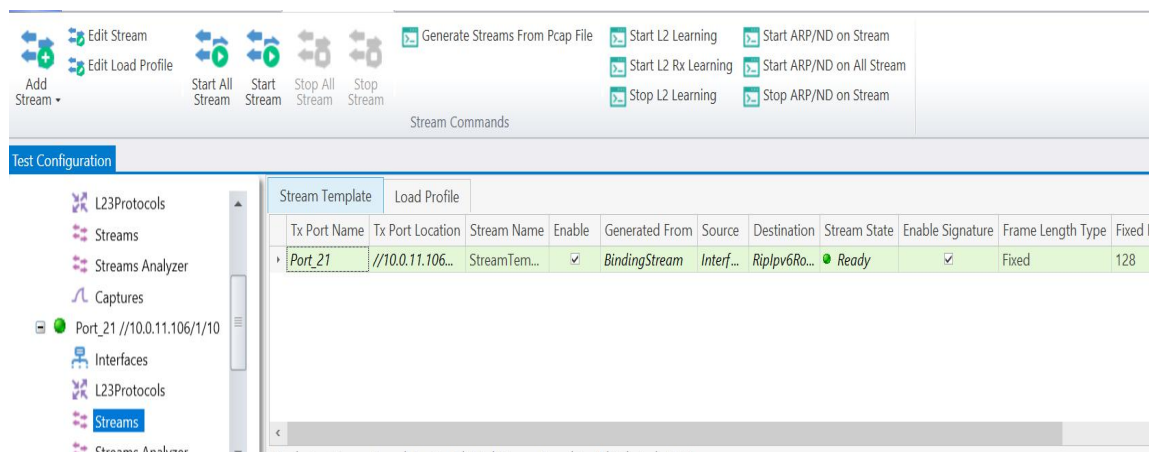 Edit Stream
Edit Load Profile
Add
Stream
Start All
Stream
Start
Stream
Stop All
Stream
Stop
Stream
Generate Streams From Pcap File
Start L2 Learning
Start L2 Rx Learning
Stop L2 Learning
Start ARP/ND on Stream
Start ARP/ND on All Stream
Stop ARP/ND on Stream
Stream Commands
Test Configuration
L23Protocols
Streams
Streams Analyzer
Captures
Port_21 //10.0.11.106/1/10
Interfaces
L23Protocols
Streams
Streams Analyzer
Stream Template Load Profile
Tx Port Name Tx Port Location Stream Name Enable Generated From Source Destination Stream State Enable Signature Frame Length Type Fixed
Port_21 //10.0.11.106... StreamTem... BindingStream Interf... RipIpv6Ro... Ready Fixed 128